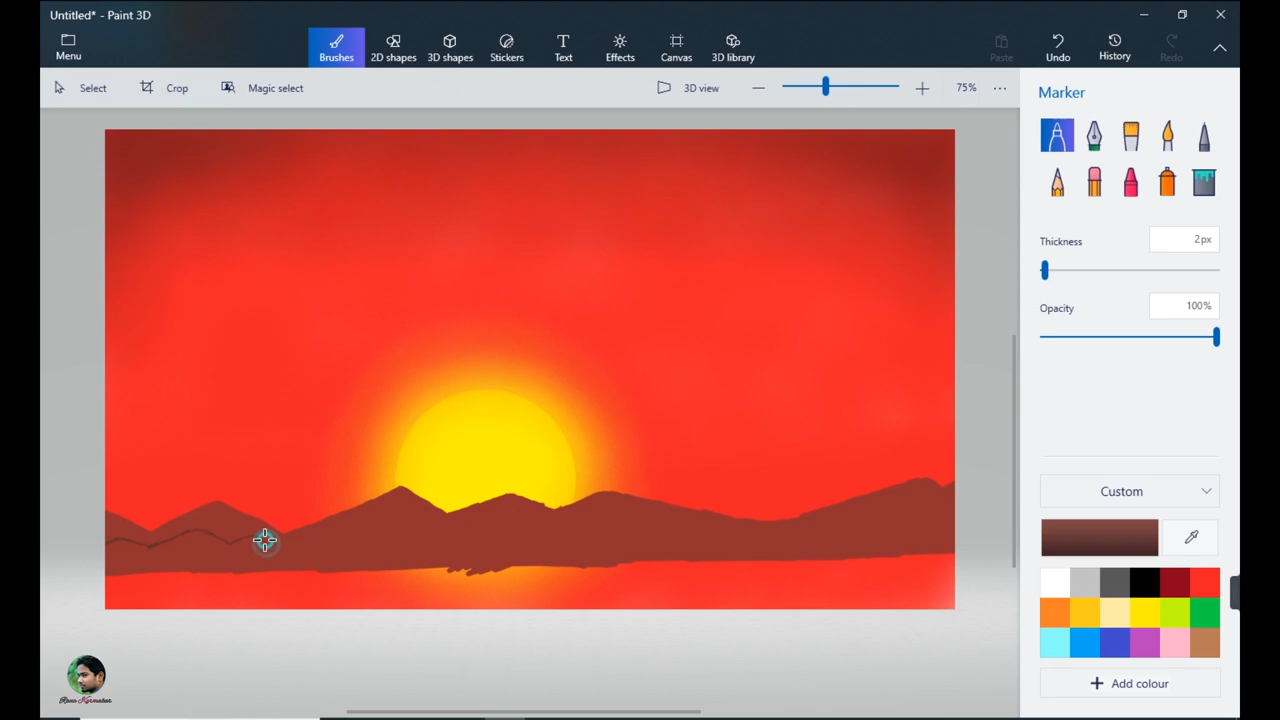 Untitled* - Paint 3D
Menu
Brushes
2D shapes
3D shapes
Stickers
Text
Effects
Canvas
3D library
Paste
Undo
History
Redo
Select
Crop
Magic select
3D view
75%
Marker
Thickness
2px
Opacity
100%
Custom
Add colour